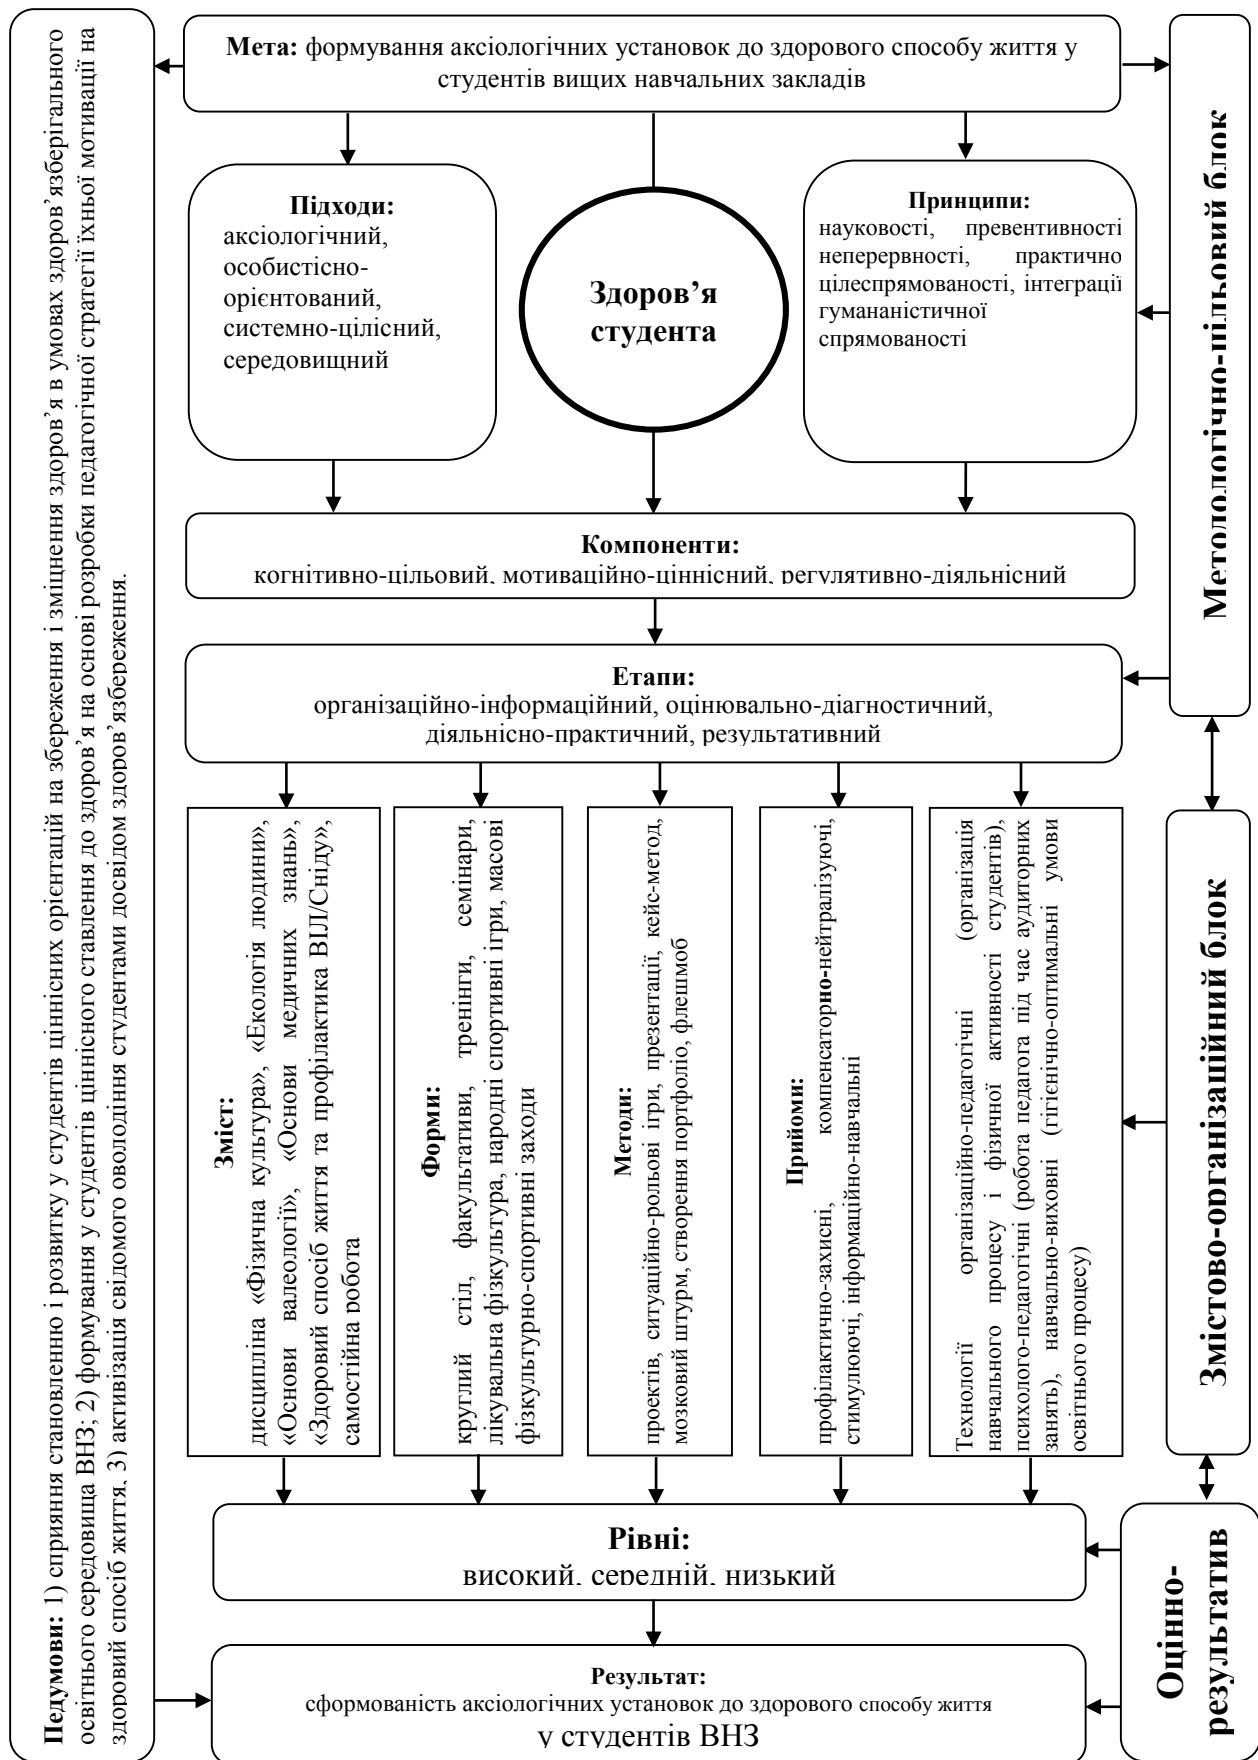 Мета: формування аксіологічних установок до здорового способу життя у
студентів вищих навчальних закладів
Підходи:
аксіологічний,
особистісно-
орієнтований,
системно-цілісний,
середовищний
Здоров’я
студента
Принципи:
науковості, превентивності
неперервності, практично
цілеспрямованості, інтеграції
гумананістичної
спрямованості
Компоненти:
когнітивно-цільовий, мотиваційно-ціннісний, регулятивно-діяльнісний
Етапи:
організаційно-інформаційний, оцінювально-діагностичний,
діяльнісно-практичний, результативний
Зміст:
дисципліна «Фізична культура», «Екологія людини»,
«Основи валеології», «Основи медичних знань»,
«Здоровий спосіб життя та профілактика ВІЛ/Сніду»,
самостійна робота
Форми:
круглий стіл, факультативи, тренінги, семінари,
лікувальна фізкультура, народні спортивні ігри, масові
фізкультурно-спортивні заходи
Методи:
проектів, ситуаційно-рольові ігри, презентації, кейс-метод,
мозковий штурм, створення портфоліо, флешмоб
Прийоми:
профілактично-захисні, компенсаторно-нейтралізуючі,
стимулюючі, інформаційно-навчальні
Технології організаційно-педагогічні (організація
навчального процесу і фізичної активності студентів),
психолого-педагогічні (робота педагога під час аудиторних
занять), навчально-виховні (гігієнічно-оптимальні умови
освітнього процесу)
Рівні:
високий, середній, низький
Результат:
сформованість аксіологічних установок до здорового способу життя
у студентів ВНЗ
Педумови: 1) сприяння становленню і розвитку у студентів ціннісних орієнтацій на збереження і зміцнення здоров’я в умовах здоров’язберігального
освітнього середовища ВНЗ; 2) формування у студентів ціннісного ставлення до здоров’я на основі розробки педагогічної стратегії їхньої мотивації на
здоровий спосіб життя. 3) активізація свідомого оволодіння студентами досвідом здоров’язбереження.
Методологічно-цільовий блок
Змістово-організаційний блок
Оцінно-
результатив